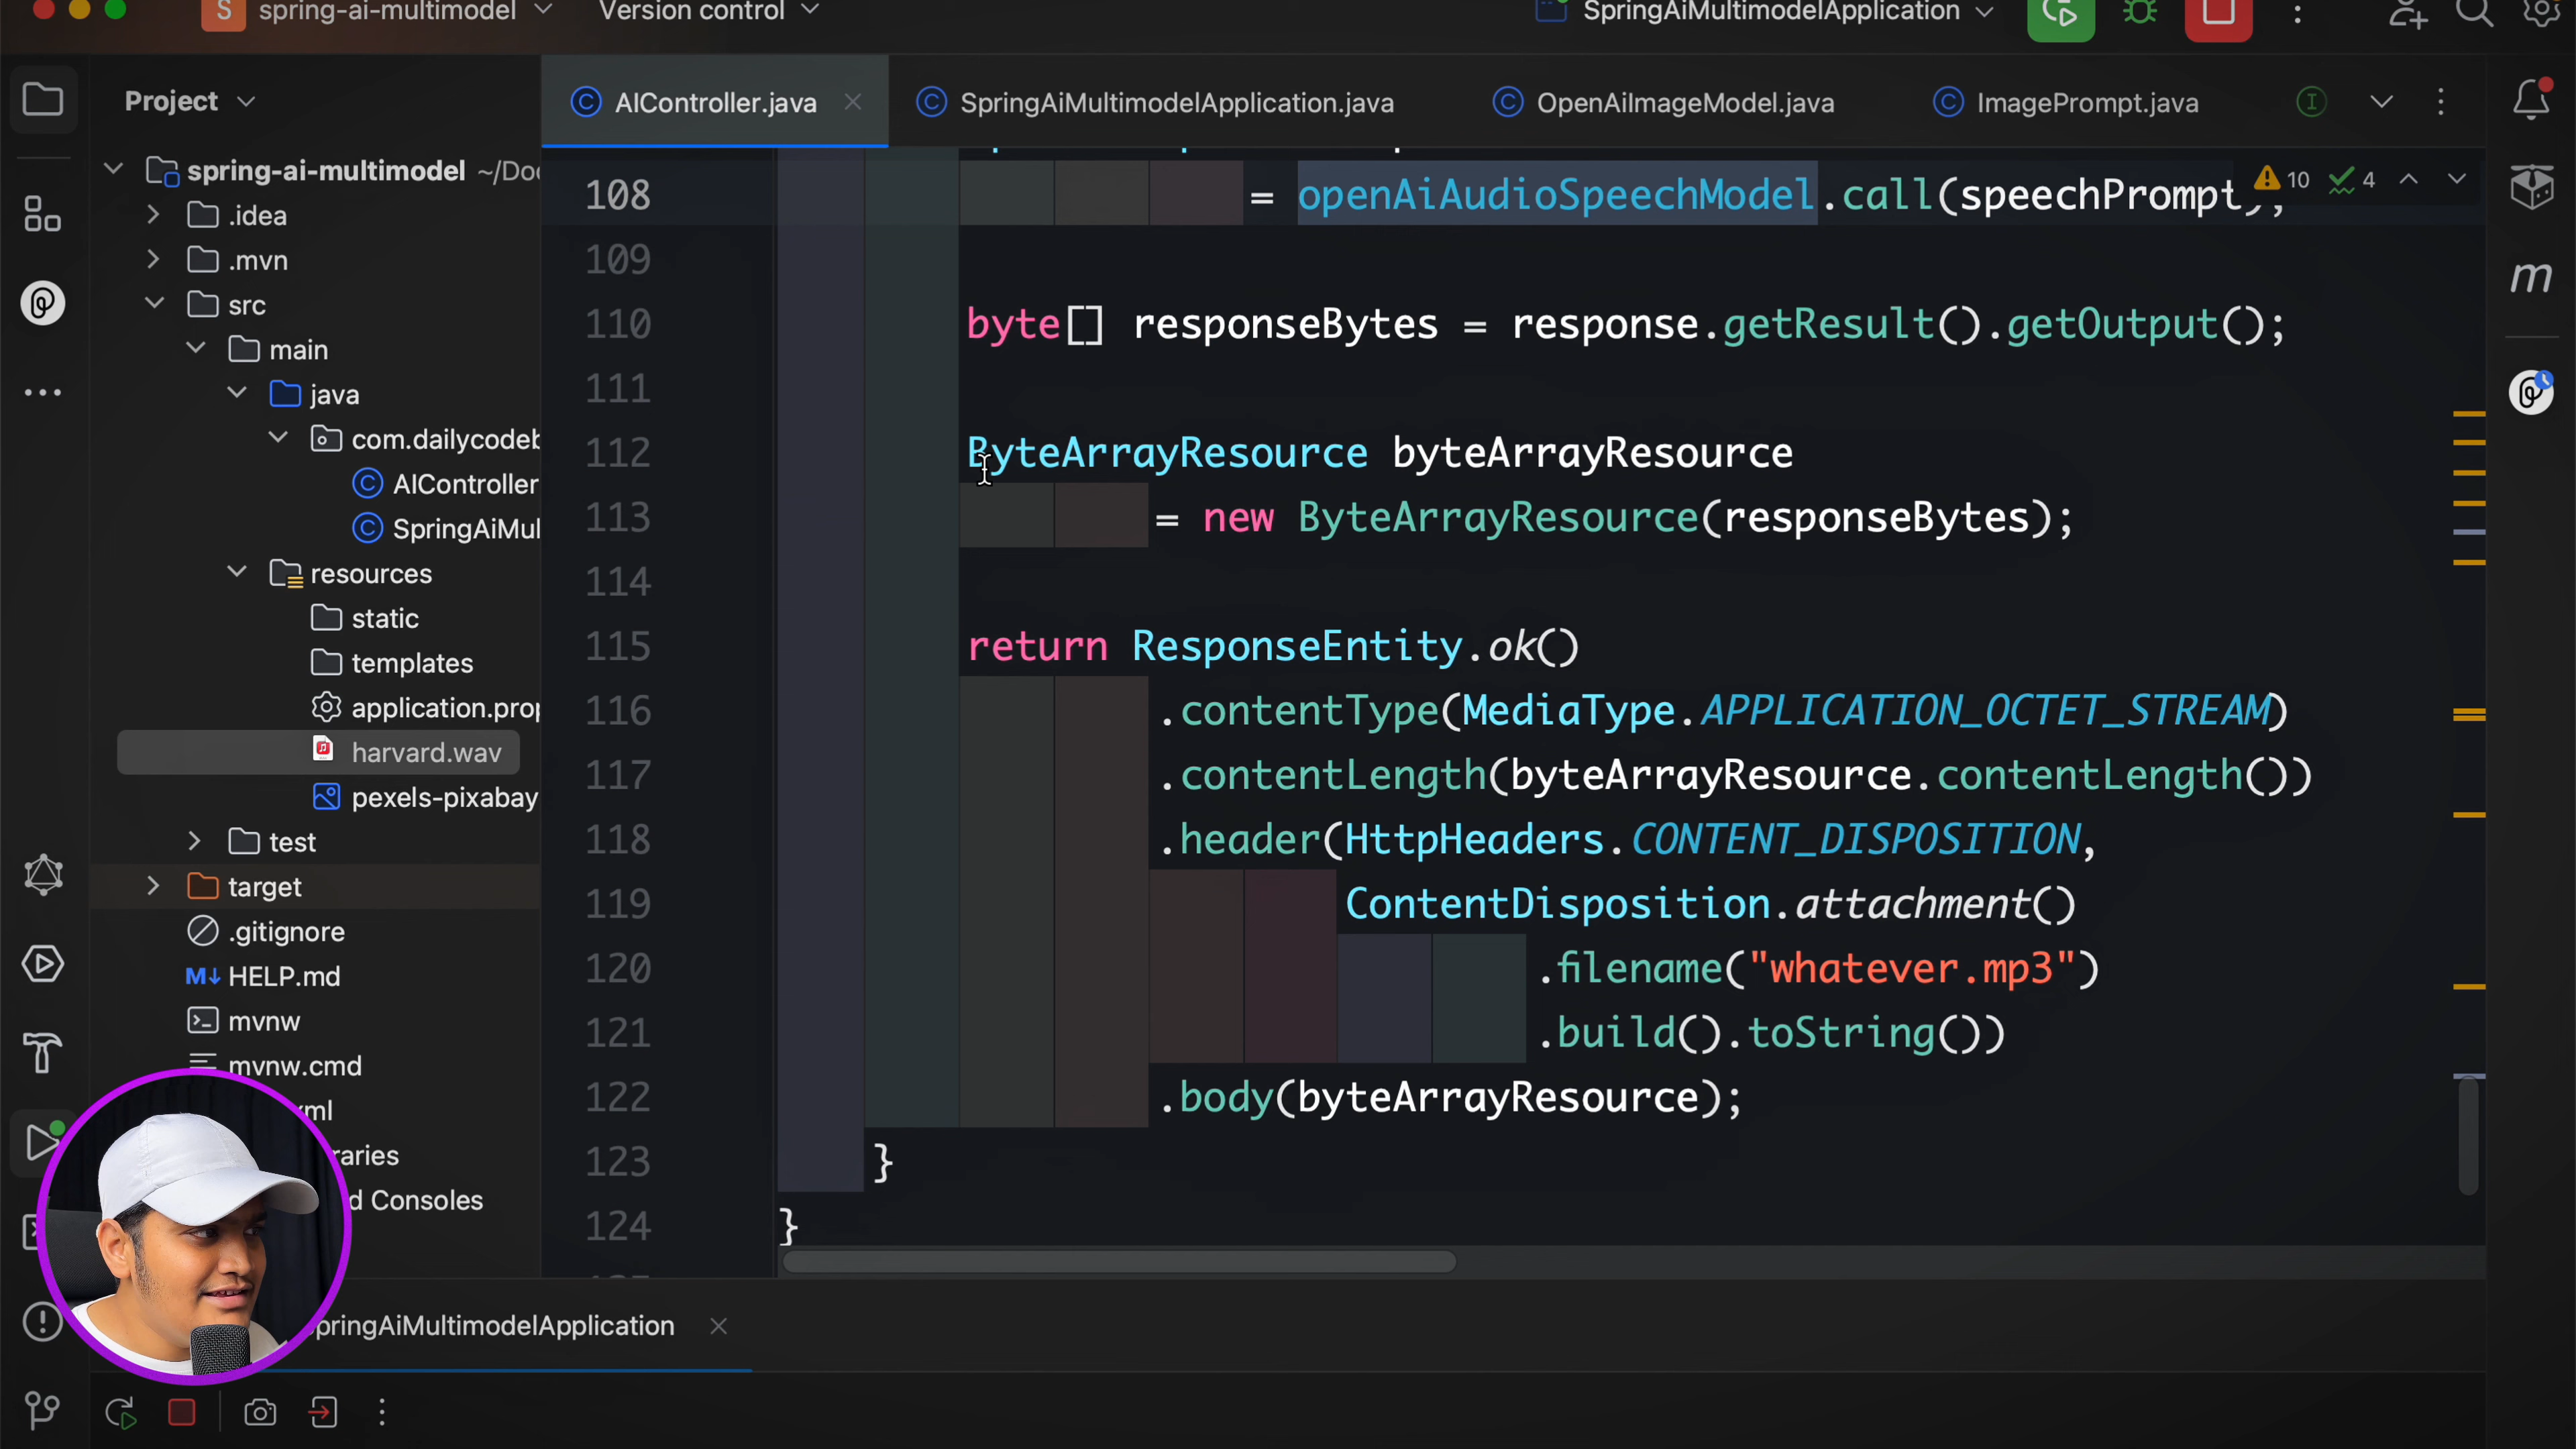 S spring-ai-multimodel Version control SpringAiMultimodelApplication
Project
AIController.java SpringAiMultimodelApplication.java OpenAiImageModel.java ImagePrompt.java
spring-ai-multimodel ~/Doc
.idea
.mvn
src
main
java
com.dailycodeb
AIController
SpringAiMul
resources
static
templates
application.prop
harvard.wav
pexels-pixabay
test
target
.gitignore
M↓ HELP.md
mvnw
mvnw.cmd
108 = openAiAudioSpeechModel.call(speechPrompt);
10 4
109
110 byte[] responseBytes = response.getResult().getOutput();
111
112 ByteArrayResource byteArrayResource
113 = new ByteArrayResource(responseBytes);
114
115 return ResponseEntity.ok()
116 .contentType(MediaType.APPLICATION_OCTET_STREAM)
117 .contentLength(byteArrayResource.contentLength())
118 .header(HttpHeaders.CONTENT_DISPOSITION,
119 ContentDisposition.attachment()
120 .filename("whatever.mp3")
121 .build().toString())
122 .body(byteArrayResource);
123 }
124 }
ml
raries
d Consoles
pringAiMultimodelApplication
m